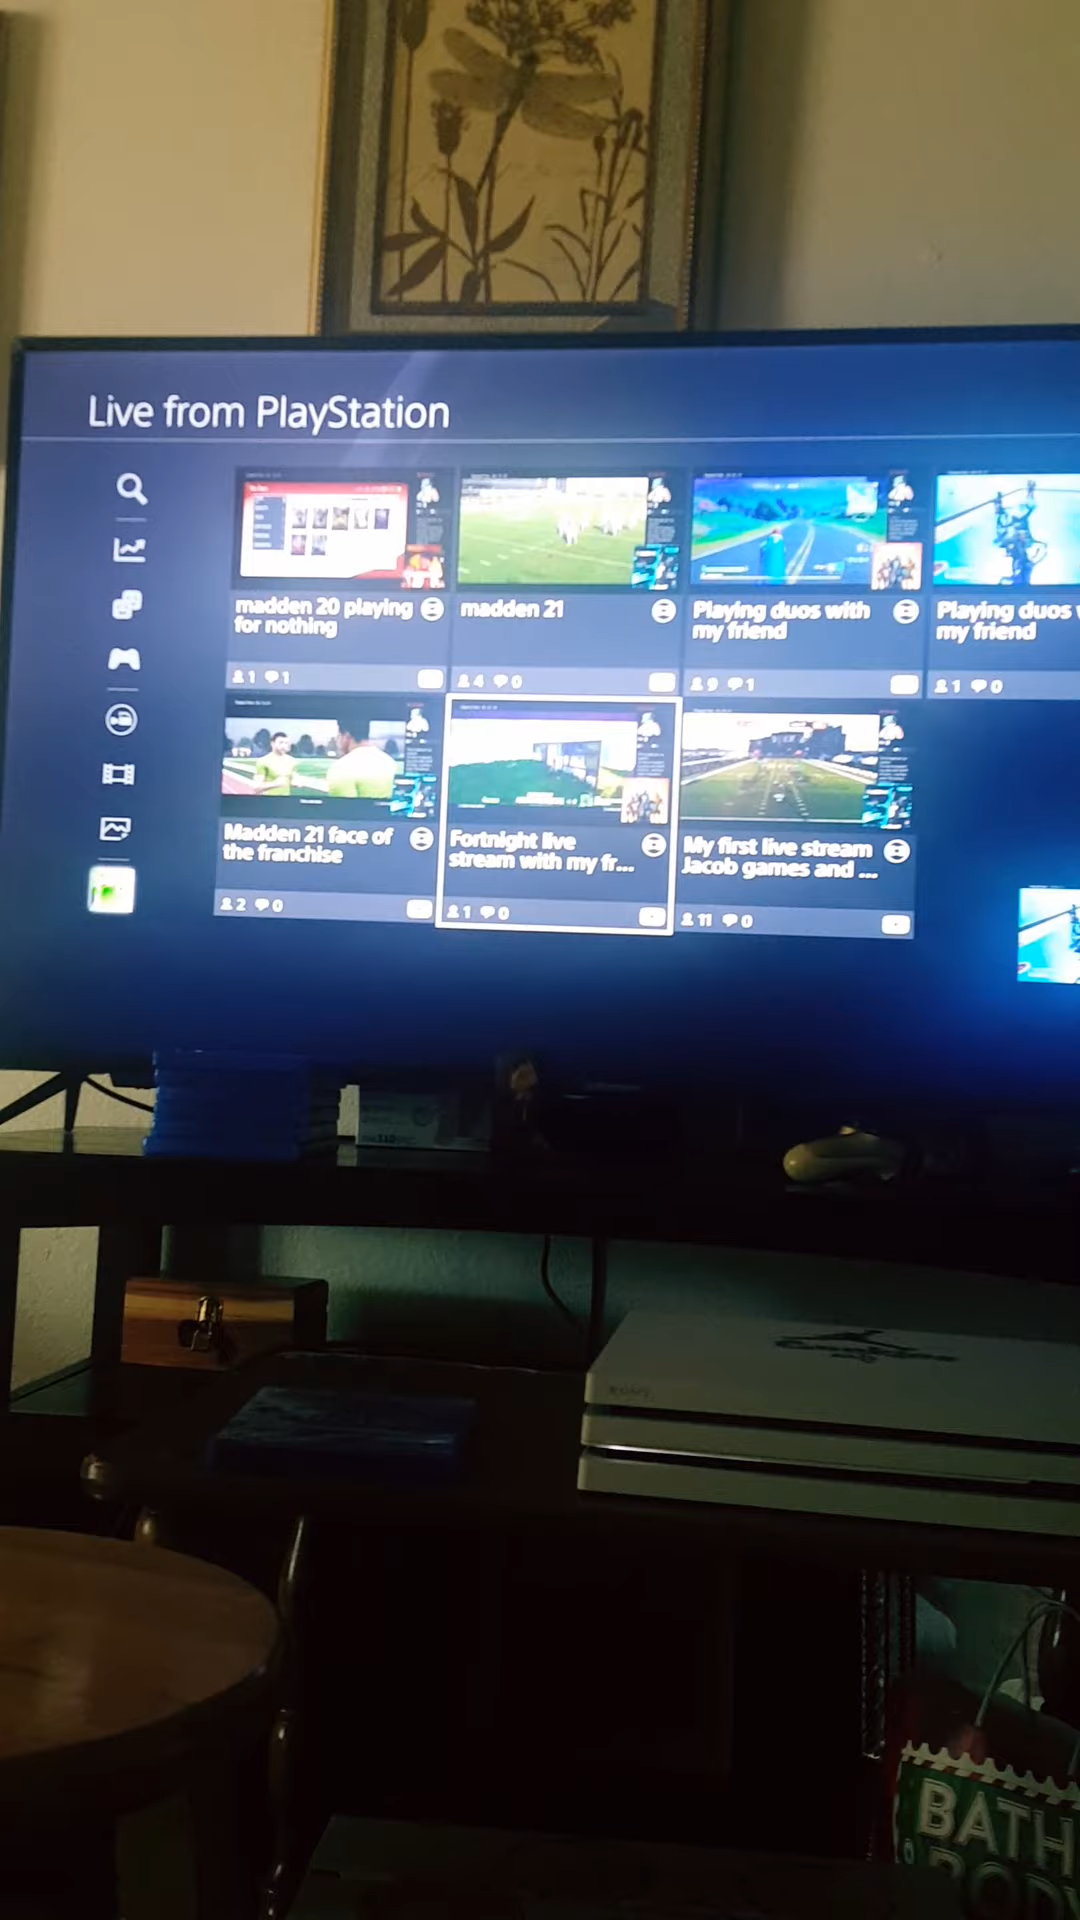 Live from PlayStation
madden 20 playing
for nothing
madden 21
Playing duos with
my friend
Playing duos
my friend
1 1
4 0
9 1
1 0
Madden 21 face of
the franchise
Fortnight live
stream with my fr...
My first live stream
Jacob games and ...
2 0
1 0
11 0
SONY
BATH
BODY